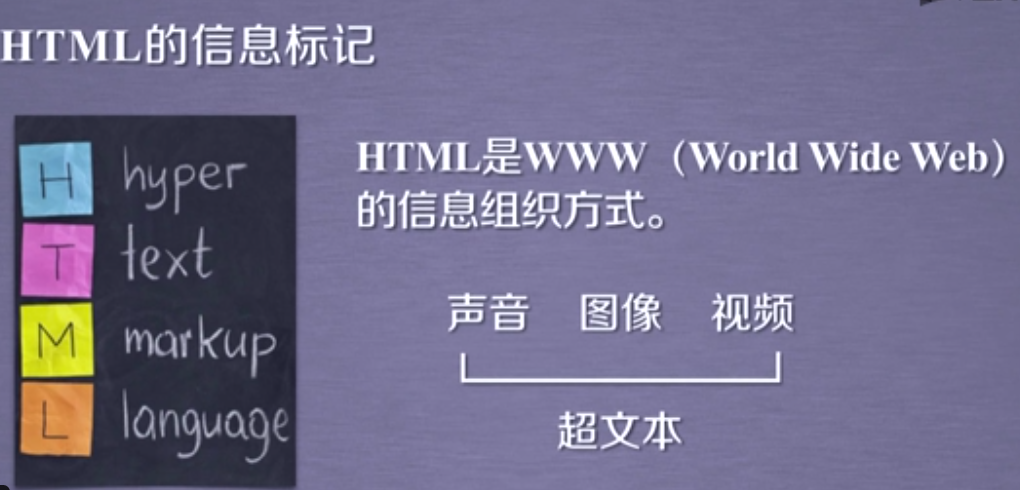 HTML的信息标记
H hyper
T text
M markup
L language
HTML是WWW（World Wide Web）
的信息组织方式。
声音 图像 视频
超文本